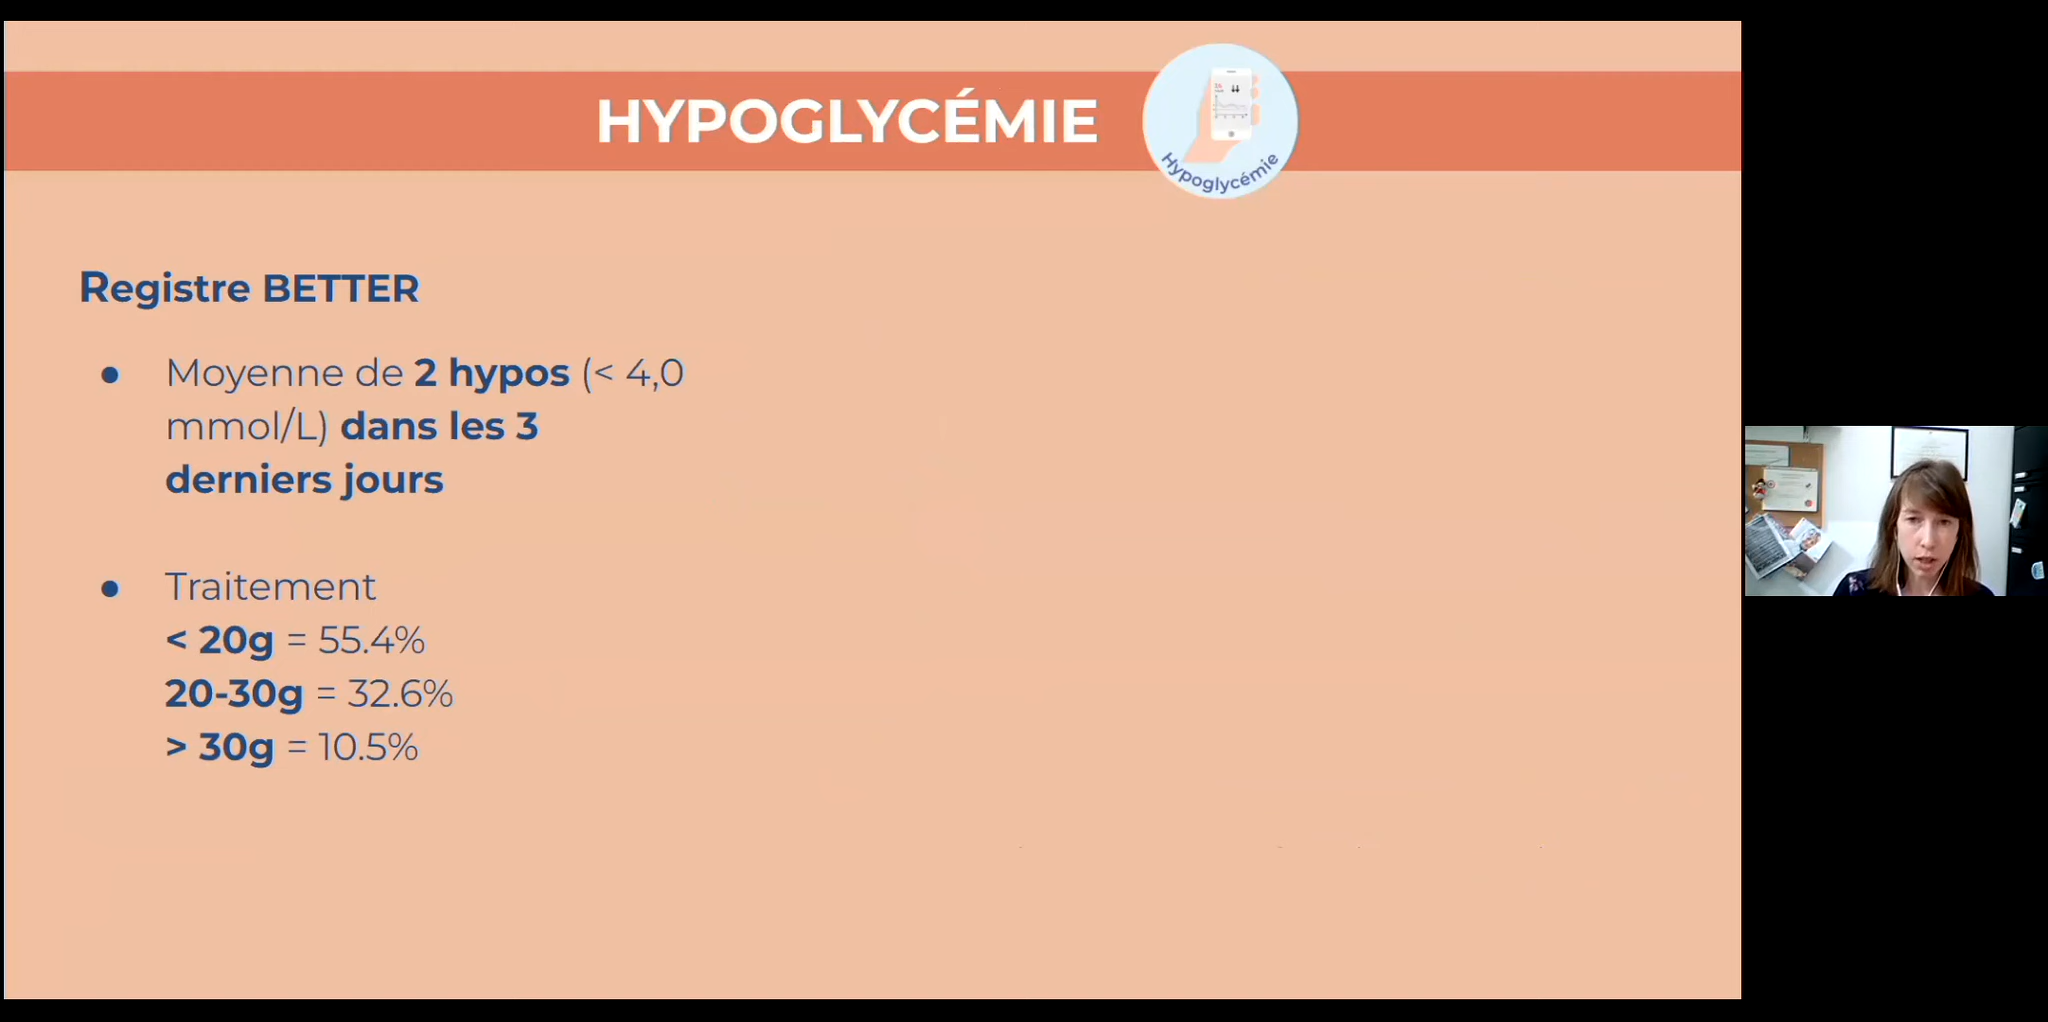 HYPOGLYCÉMIE
Hypoglycémie
Registre BETTER
● Moyenne de 2 hypos (< 4,0
mmol/L) dans les 3
derniers jours
● Traitement
< 20g = 55.4%
20-30g = 32.6%
> 30g = 10.5%